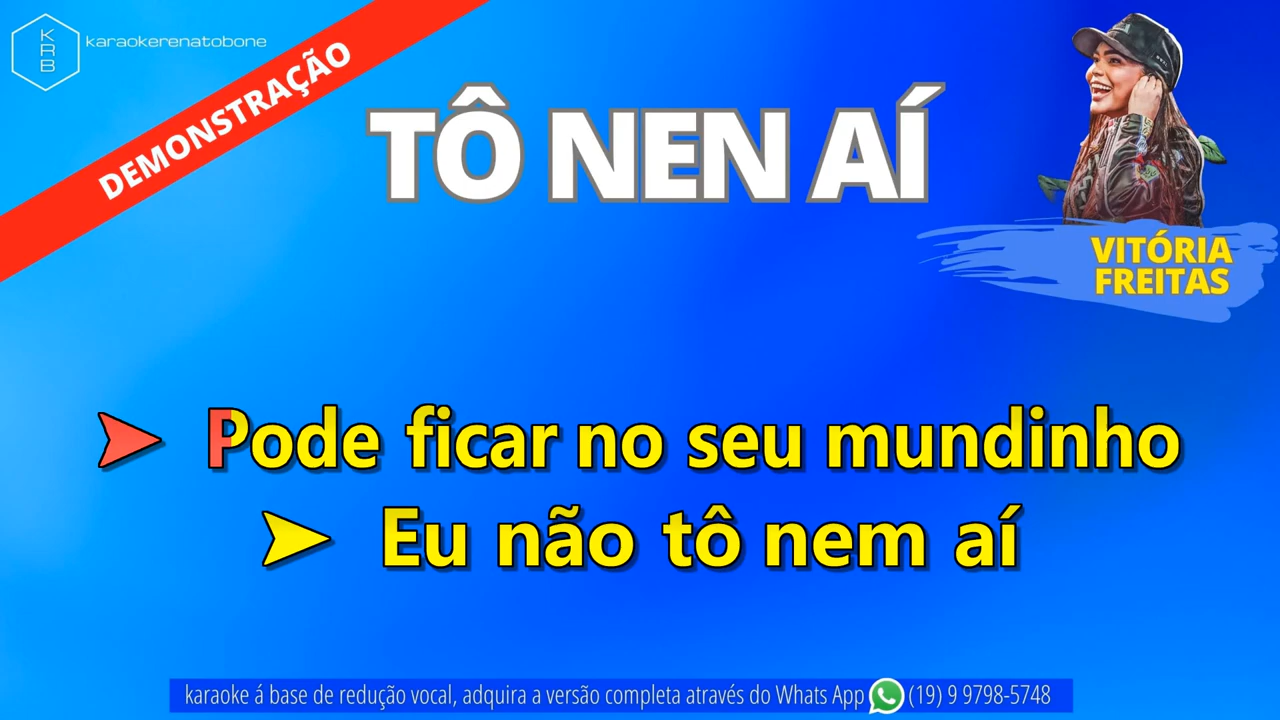 KRB
karaokerenatobone
DEMONSTRAÇÃO
TÔ NEN AÍ
VITÓRIA
FREITAS
➤ Pode ficar no seu mundinho
➤ Eu não tô nem aí
karaoke á base de redução vocal, adquira a versão completa através do Whats App (19) 9 9798-5748